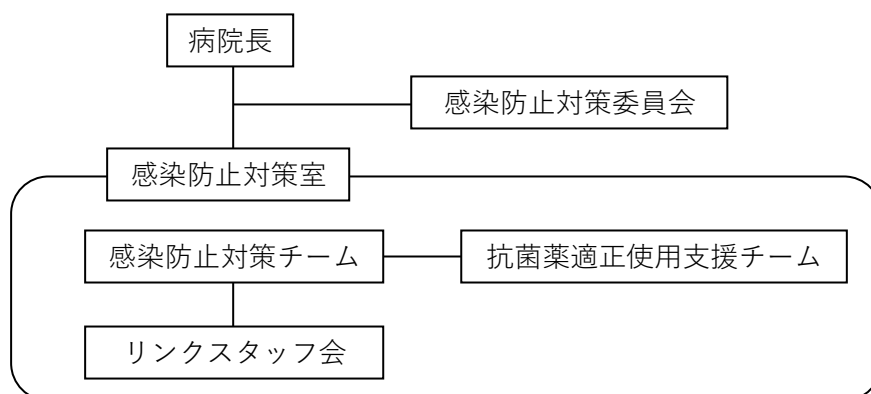 病院長
感染防止対策委員会
感染防止対策室
感染防止対策チーム
抗菌薬適正使用支援チーム
リンクスタッフ会